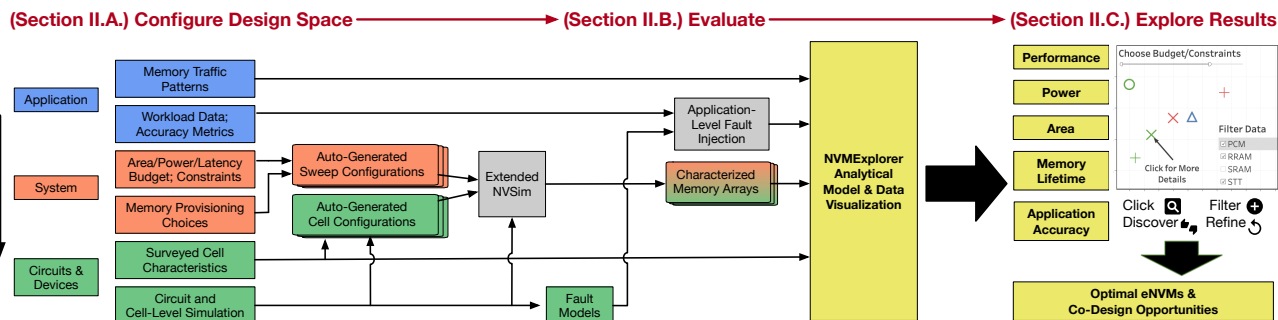 (Section II.A.) Configure Design Space
(Section II.B.) Evaluate
(Section II.C.) Explore Results
Application
System
Circuits &
Devices
Memory Traffic
Patterns
Workload Data;
Accuracy Metrics
Area/Power/Latency
Budget; Constraints
Memory Provisioning
Choices
Surveyed Cell
Characteristics
Circuit and
Cell-Level Simulation
Auto-Generated
Sweep Configurations
Auto-Generated
Cell Configurations
Extended
NVSim
Fault
Models
Application-
Level Fault
Injection
Characterized
Memory Arrays
NVMExplorer
Analytical
Model & Data
Visualization
Performance
Power
Area
Memory
Lifetime
Application
Accuracy
Choose Budget/Constraints
Filter Data
PCM
RRAM
SRAM
STT
Click for More
Details
Click
Filter
Discover
Refine
Optimal eNVMs &
Co-Design Opportunities